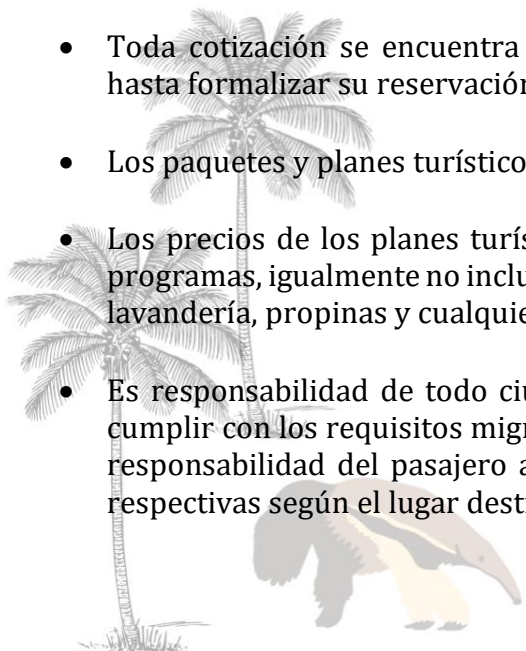 • Toda cotización se encuentra
hasta formalizar su reservación
• Los paquetes y planes turístico
• Los precios de los planes turís
programas, igualmente no inclu
lavandería, propinas y cualquie
• Es responsabilidad de todo ciu
cumplir con los requisitos migr
responsabilidad del pasajero a
respectivas según el lugar desti